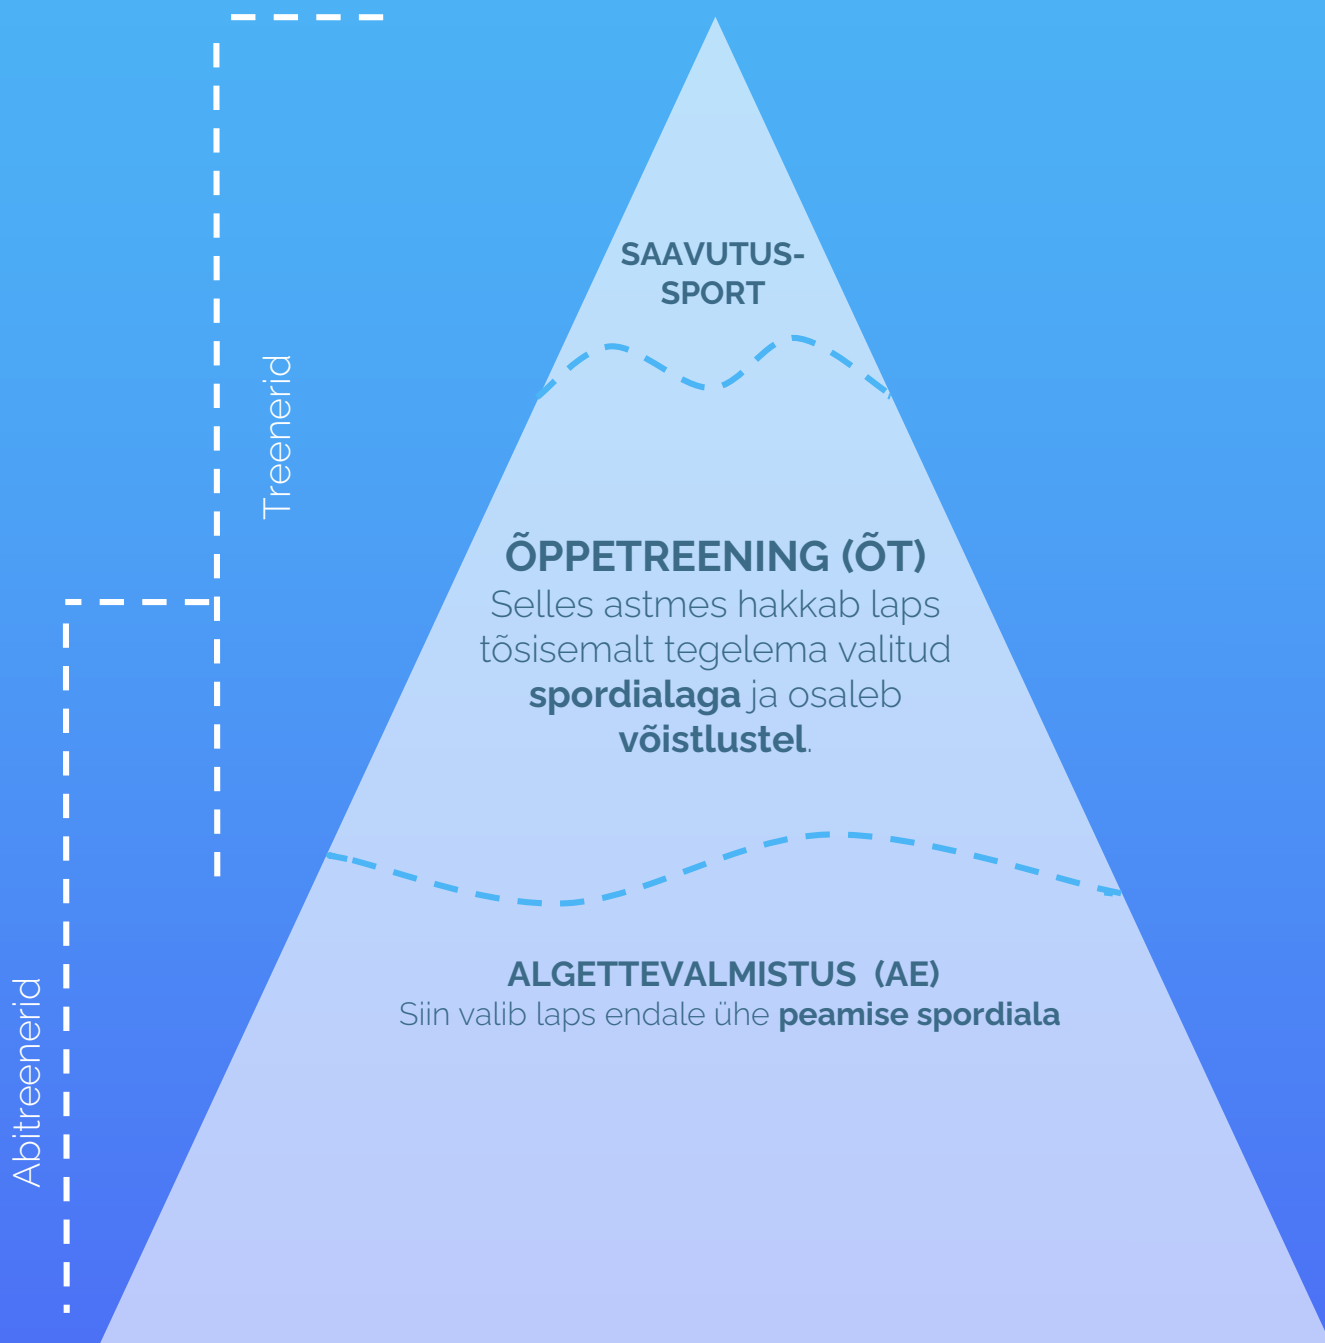 SAAVUTUS-
SPORT
Treenerid
ÕPPETREENING (ÕT)
Selles astmes hakkab laps
tõsisemalt tegelema valitud
spordialaga ja osaleb
võistlustel.
ALGETTEVALMISTUS (AE)
Siin valib laps endale ühe peamise spordiala
Abitreenerid